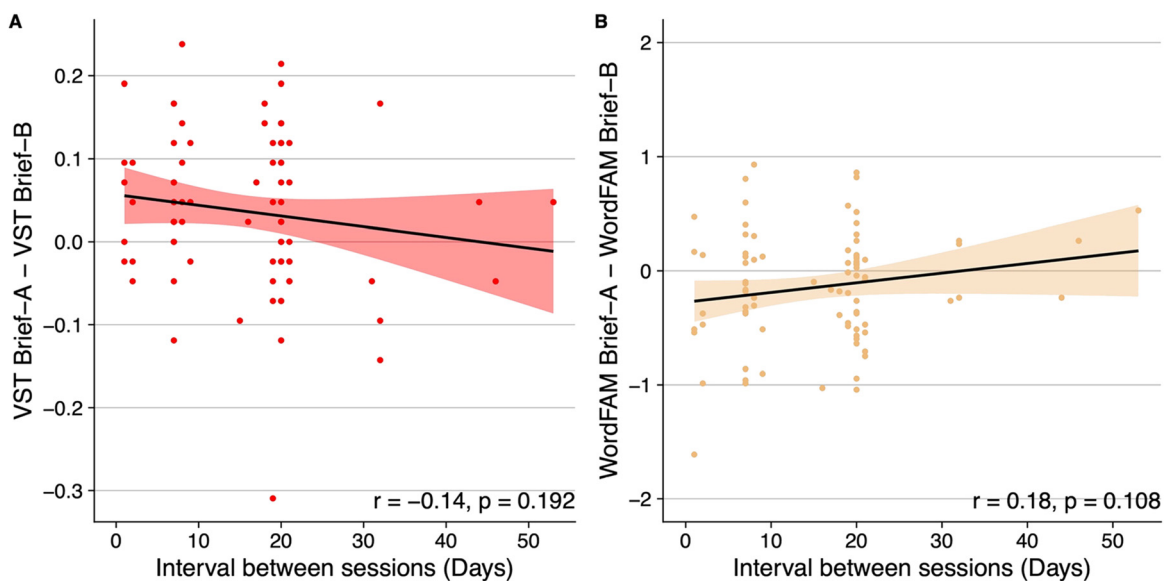 A
VST Brief−A − VST Brief−B
0.2
0.1
0.0
−0.1
−0.2
−0.3
r = −0.14, p = 0.192
0 10 20 30 40 50
Interval between sessions (Days)
B
WordFAM Brief−A − WordFAM Brief−B
2
1
−0
−1
−2
r = 0.18, p = 0.108
0 10 20 30 40 50
Interval between sessions (Days)